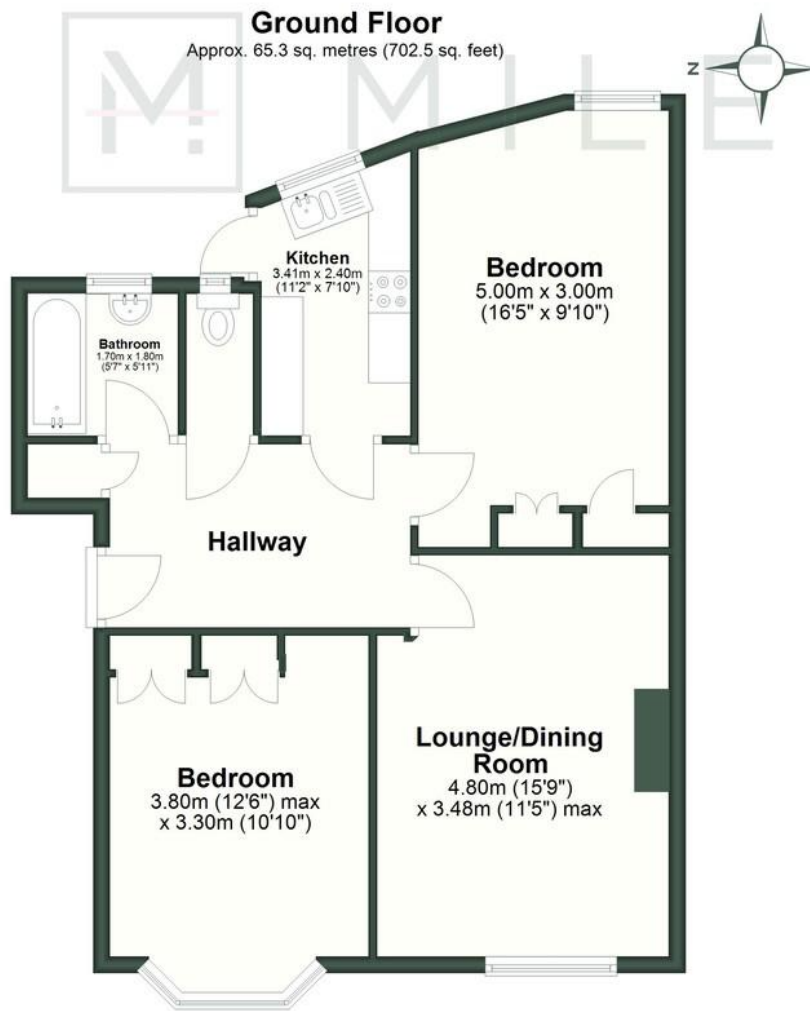 Ground Floor
Approx. 65.3 sq. metres (702.5 sq. feet)
N
M MILE
Kitchen
3.41m x 2.40m
(11'2" x 7'10")
Bedroom
5.00m x 3.00m
(16'5" x 9'10")
Bathroom
1.70m x 1.80m
(5'7" x 5'11")
Hallway
Bedroom
3.80m (12'6") max
x 3.30m (10'10")
Lounge/Dining
Room
4.80m (15'9")
x 3.48m (11'5") max